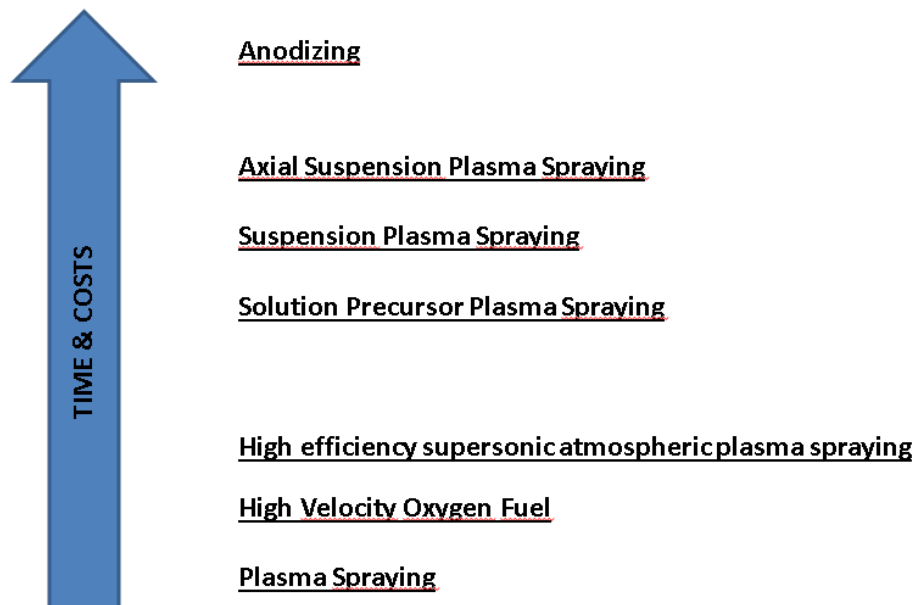 Anodizing
Axial Suspension Plasma Spraying
Suspension Plasma Spraying
TIME & COSTS
Solution Precursor Plasma Spraying
High efficiency supersonic atmospheric plasma spraying
High Velocity Oxygen Fuel
Plasma Spraying